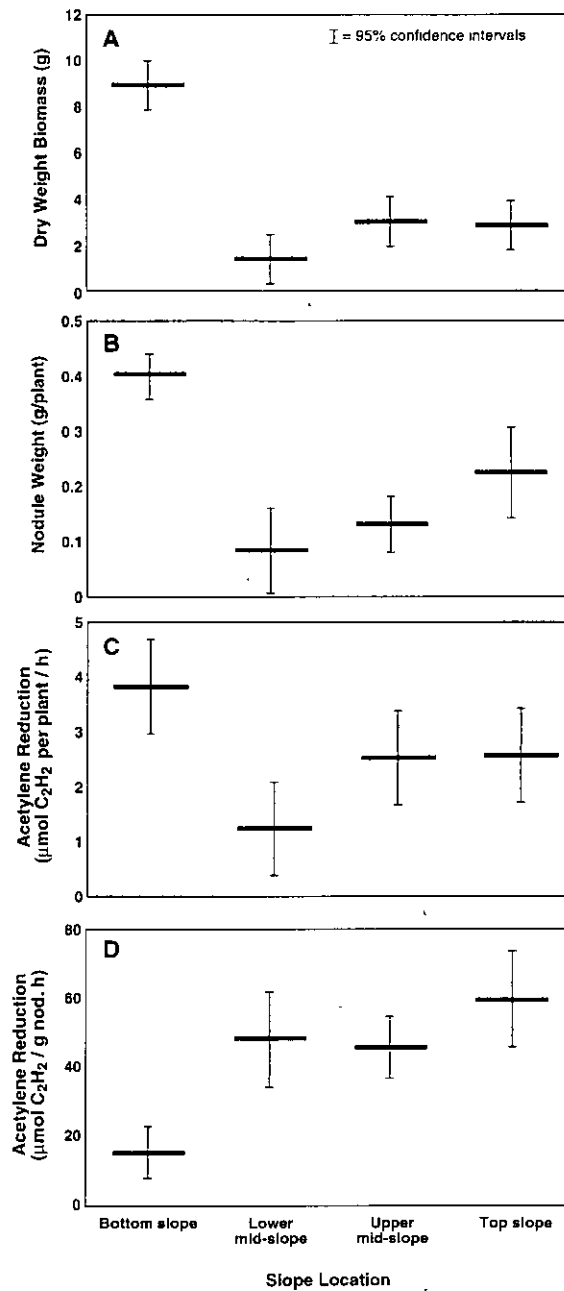 A
I = 95% confidence intervals
Dry Weight Biomass (g)
12
10
8
6
4
2
0
B
Nodule Weight (g/plant)
0.5
0.4
0.3
0.2
0.1
0
C
Acetylene Reduction
(µmol C₂H₂ per plant / h)
5
4
3
2
1
0
D
Acetylene Reduction
(µmol C₂H₂ / g nod. h)
80
60
40
20
0
Bottom slope
Lower
mid-slope
Upper
mid-slope
Top slope
Slope Location